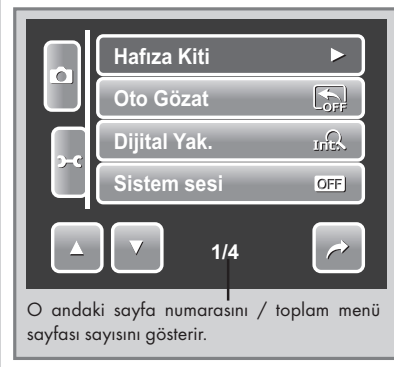 Hafıza Kiti
Oto Gözat OFF
Dijital Yak. Int.
Sistem sesi OFF
1/4
O andaki sayfa numarasını / toplam menü
sayfası sayısını gösterir.